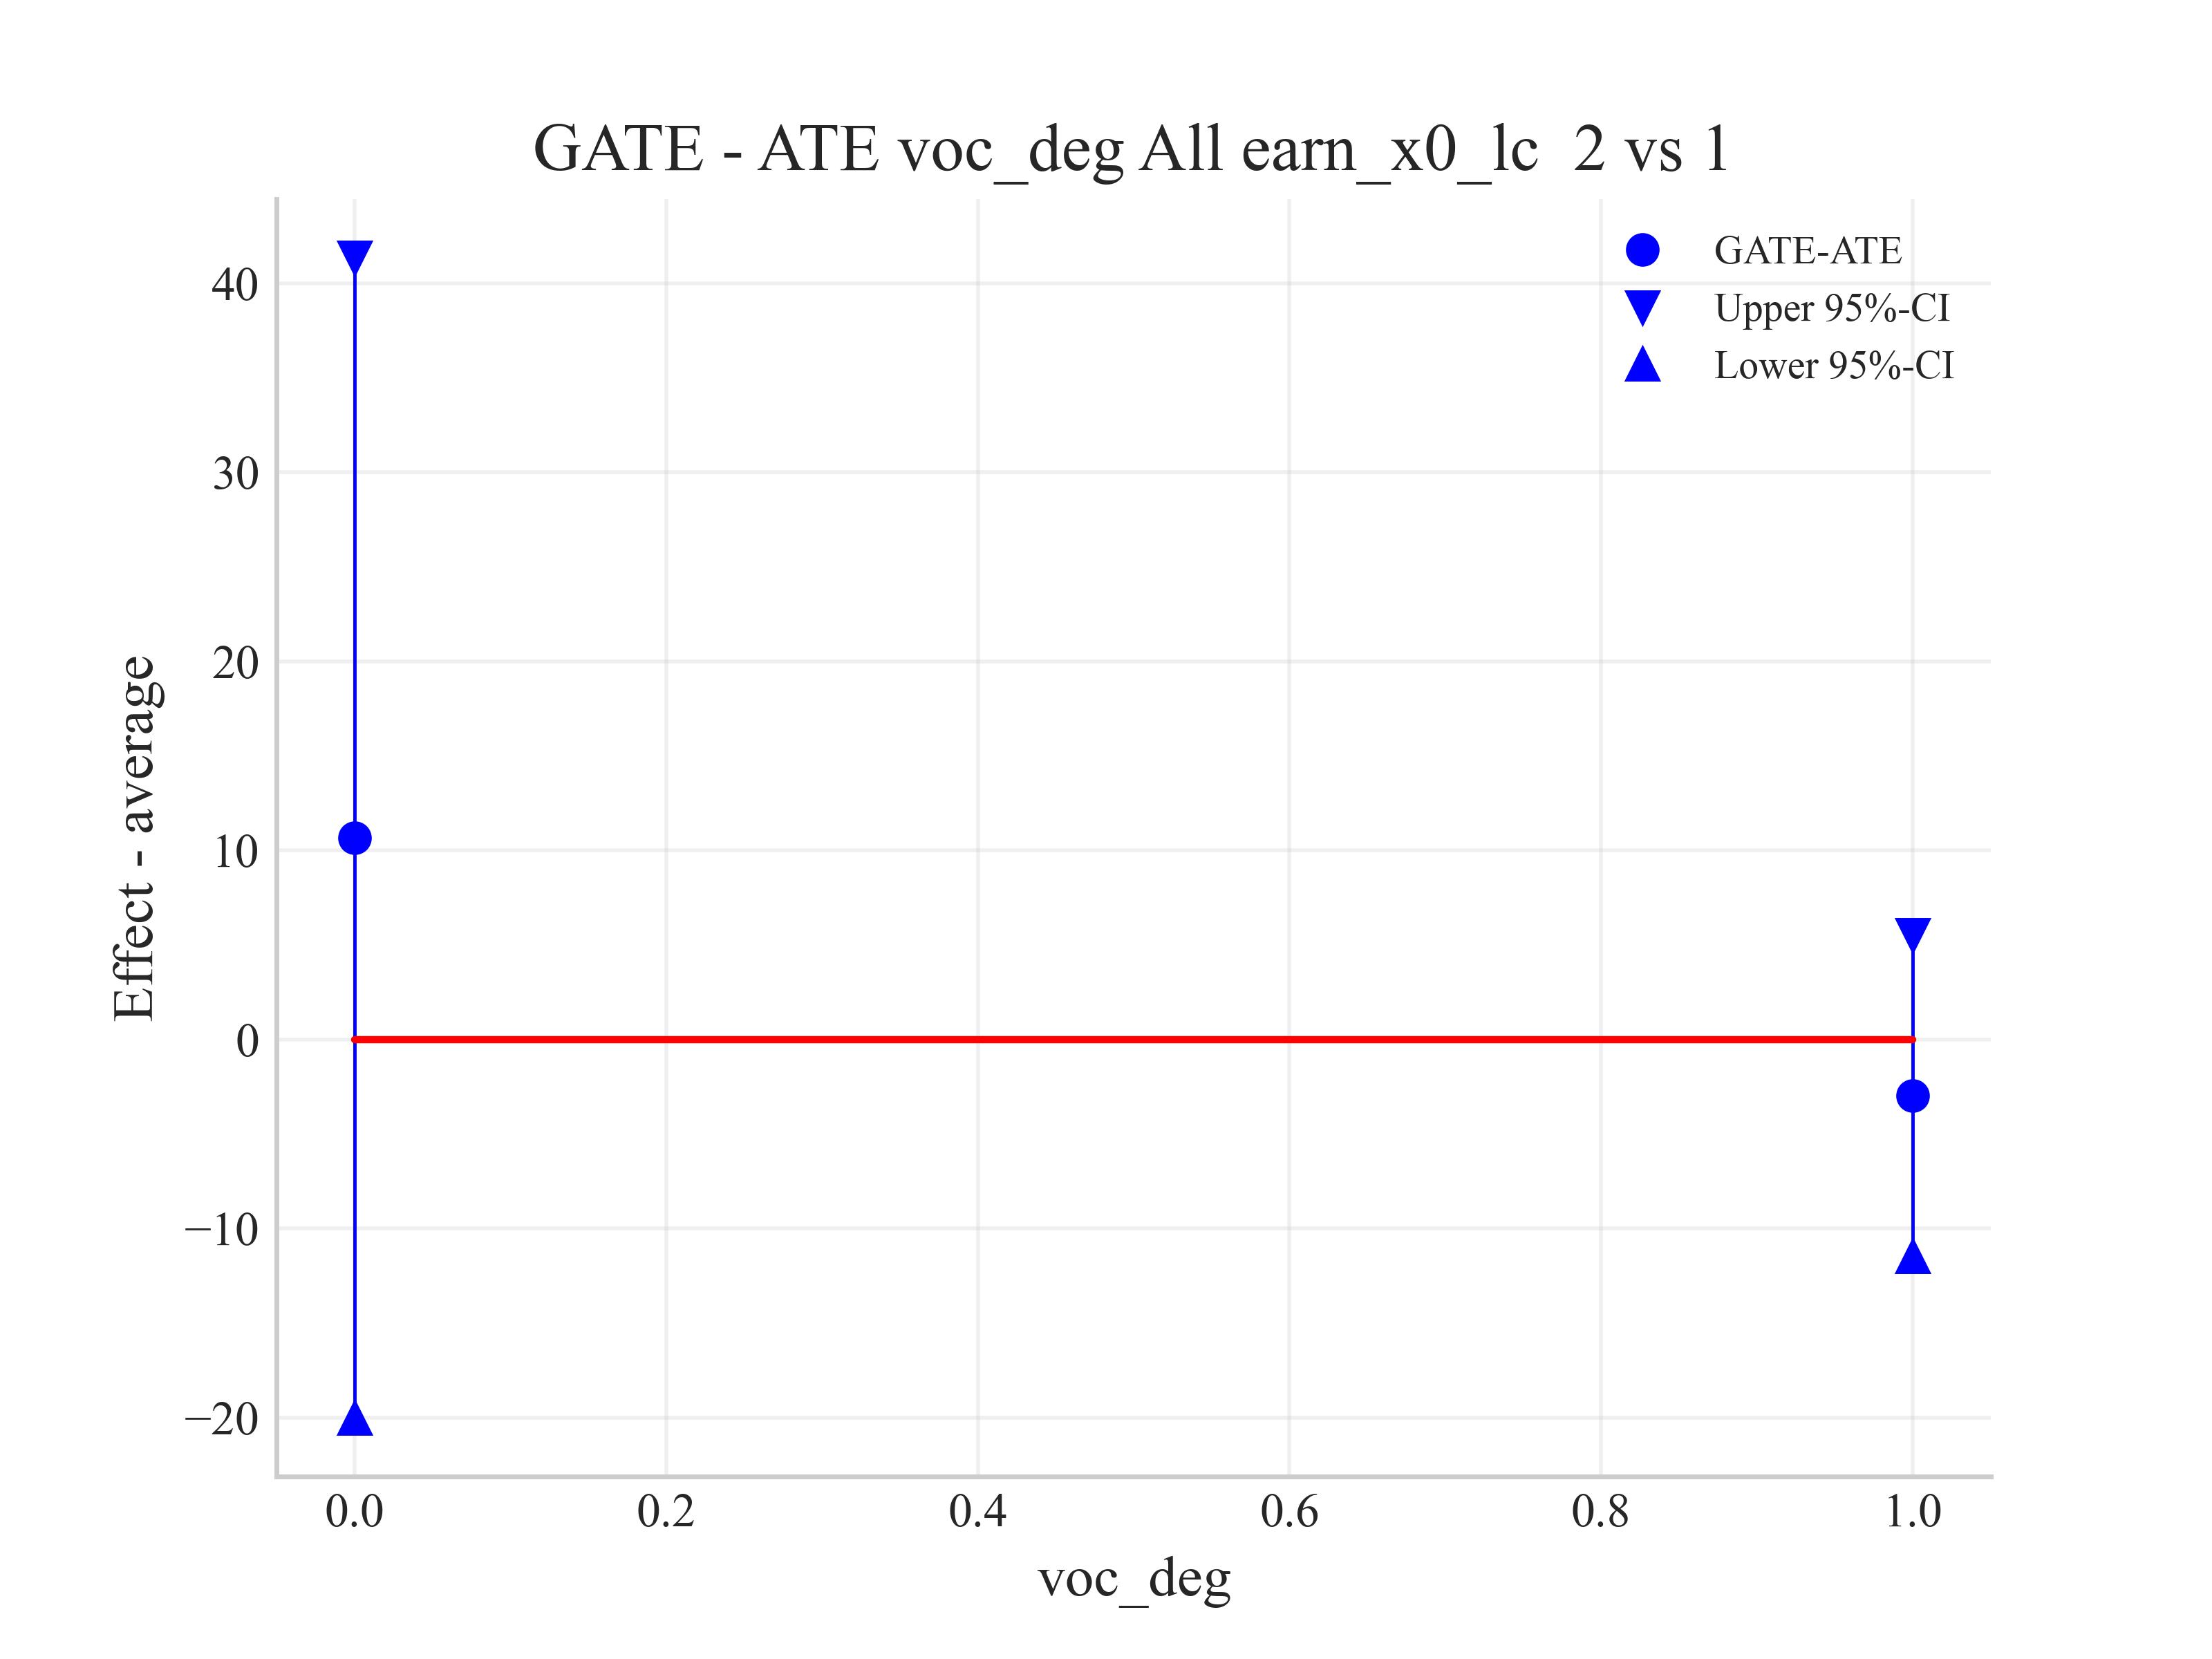 GATE - ATE voc_deg All earn_x0_lc  2 vs 1
GATE-ATE
Upper 95%-CI
Lower 95%-CI
Effect - average
40
30
20
10
0
−10
−20
0.0 0.2 0.4 0.6 0.8 1.0
voc_deg